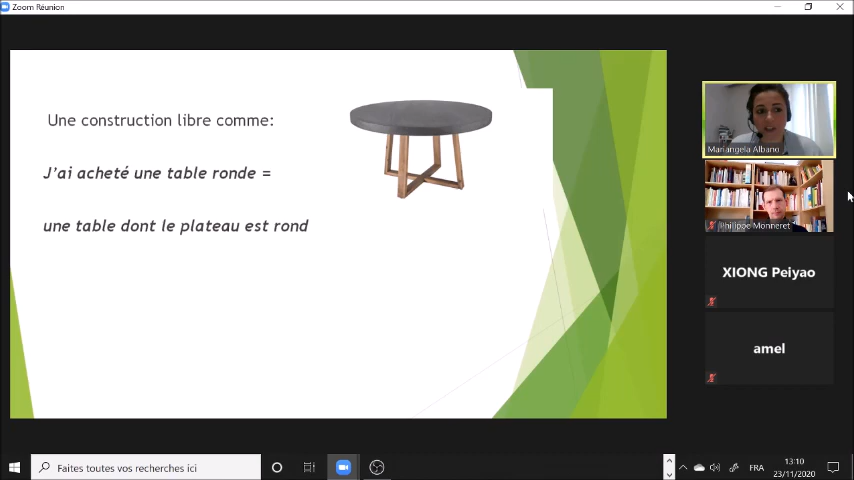 Zoom Réunion
Une construction libre comme:
J'ai acheté une table ronde =
une table dont le plateau est rond
Mariangela Albano
Philippe Monneret
XIONG Peiyao
amel
Faites toutes vos recherches ici
FRA
13:10
23/11/2020